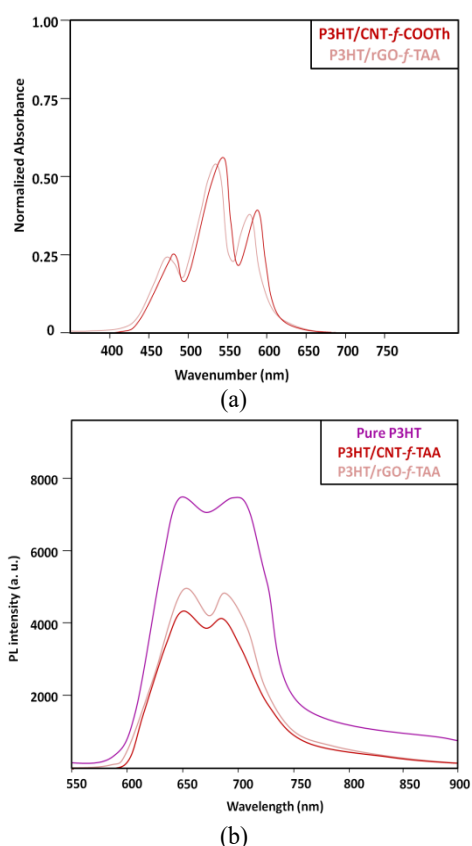 1.00
0.75
0.50
0.25
0
Normalized Absorbance
P3HT/CNT-f-COOTh
P3HT/rGO-f-TAA
400 450 500 550 600 650 700 750
Wavenumber (nm)
(a)
Pure P3HT
P3HT/CNT-f-TAA
P3HT/rGO-f-TAA
8000
6000
4000
2000
PL intensity (a. u.)
550 600 650 700 750 800 850 900
Wavelength (nm)
(b)